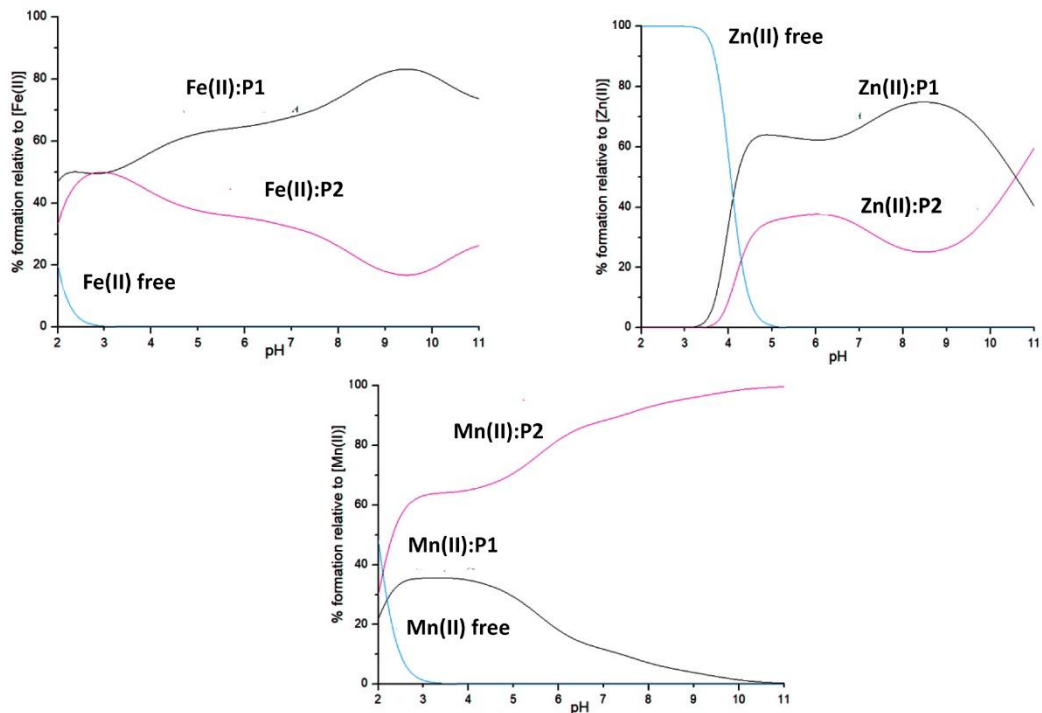 % formation relative to [Fe(II)]
100
80
60
40
20
0
2 3 4 5 6 7 8 9 10 11
pH
Fe(II):P1
Fe(II):P2
Fe(II) free
% formation relative to [Zn(II)]
100
80
60
40
20
0
2 3 4 5 6 7 8 9 10 11
pH
Zn(II) free
Zn(II):P1
Zn(II):P2
% formation relative to [Mn(II)]
100
80
60
40
20
0
2 3 4 5 6 7 8 9 10 11
pH
Mn(II):P2
Mn(II):P1
Mn(II) free